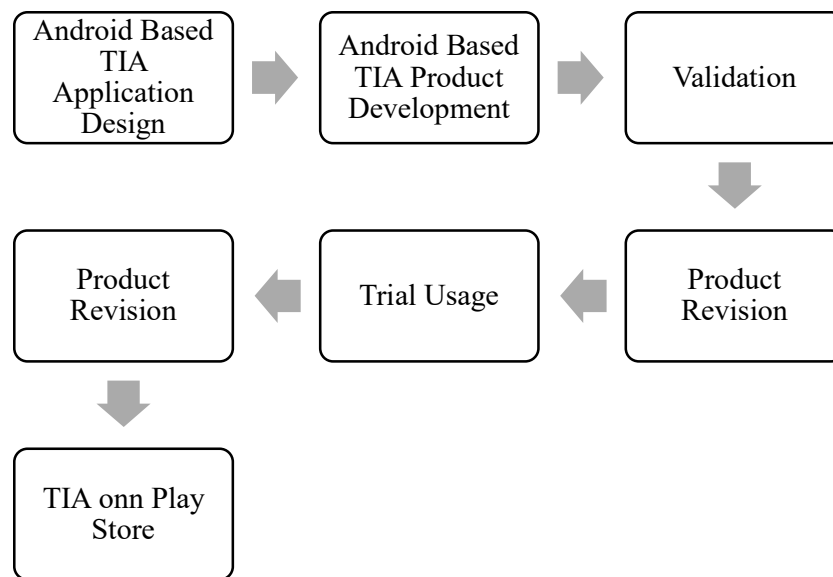 Android Based
TIA
Application
Design
Android Based
TIA Product
Development
Validation
Product
Revision
Trial Usage
Product
Revision
TIA onn Play
Store